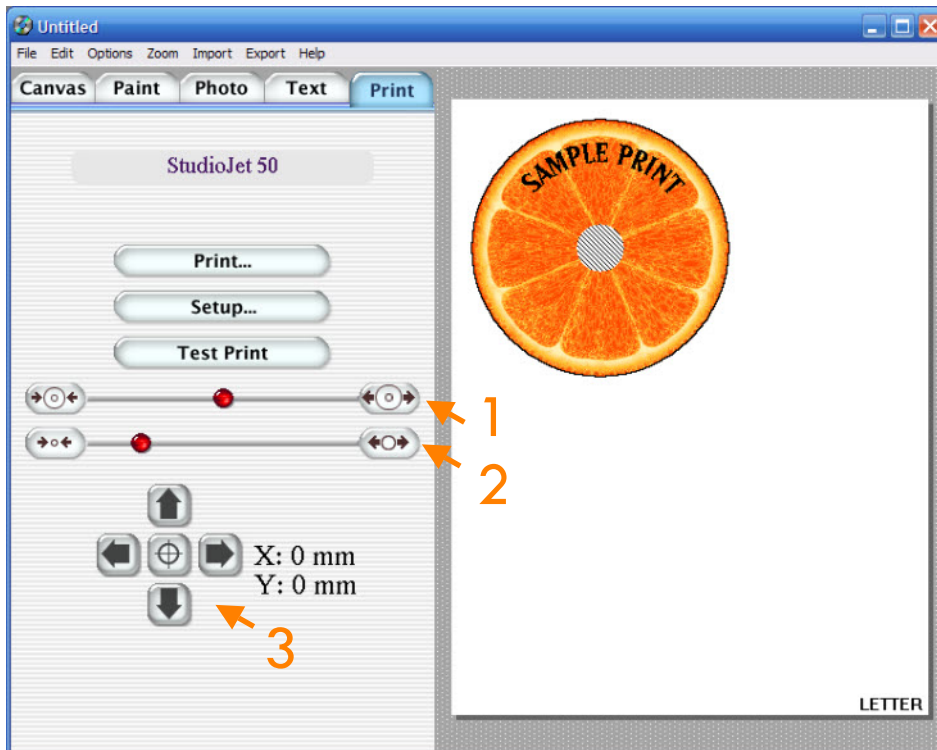 Untitled
File Edit Options Zoom Import Export Help
Canvas Paint Photo Text Print
StudioJet 50
Print...
Setup...
Test Print
1
2
X: 0 mm
Y: 0 mm
3
SAMPLE PRINT
LETTER